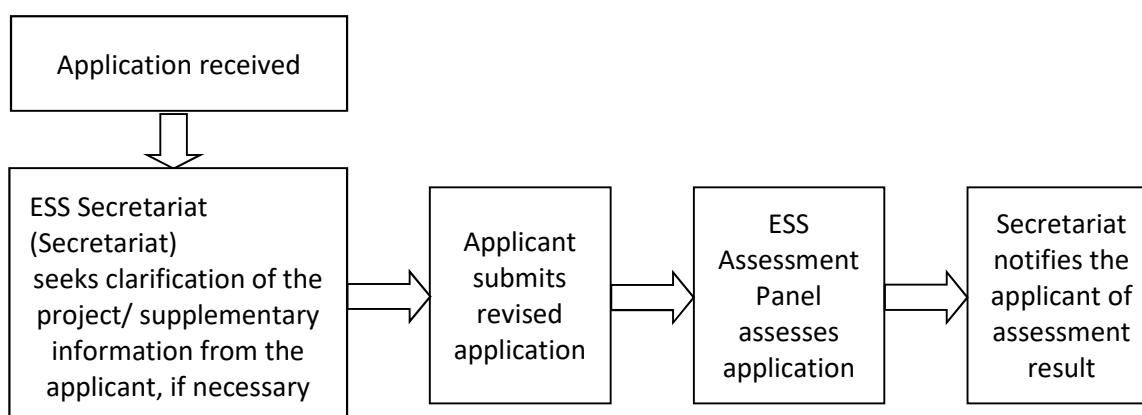 Application received
ESS Secretariat
(Secretariat)
seeks clarification of the
project/ supplementary
information from the
applicant, if necessary
Applicant
submits
revised
application
ESS
Assessment
Panel
assesses
application
Secretariat
notifies the
applicant of
assessment
result